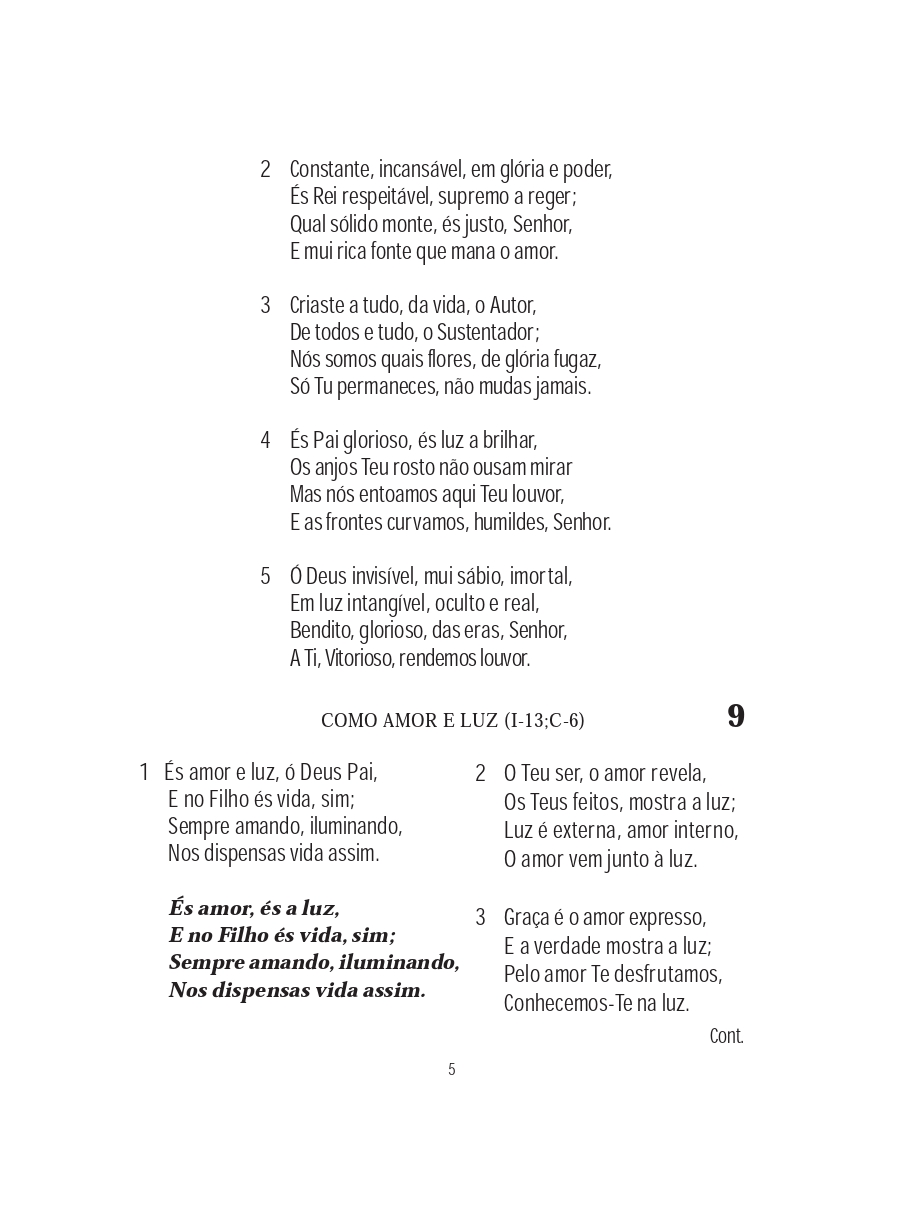 2 Constante, incansável, em glória e poder,
És Rei respeitável, supremo a reger;
Qual sólido monte, és justo, Senhor,
E mui rica fonte que mana o amor.
3 Criaste a tudo, da vida, o Autor,
De todos e tudo, o Sustentador;
Nós somos quais flores, de glória fugaz,
Só Tu permaneces, não mudas jamais.
4 És Pai glorioso, és luz a brilhar,
Os anjos Teu rosto não ousam mirar
Mas nós entoamos aqui Teu louvor,
E as frontes curvamos, humildes, Senhor.
5 Ó Deus invisível, mui sábio, imortal,
Em luz intangível, oculto e real,
Bendito, glorioso, das eras, Senhor,
A Ti, Vitorioso, rendemos louvor.
COMO AMOR E LUZ (I-13;C-6) 9
1 És amor e luz, ó Deus Pai,
E no Filho és vida, sim;
Sempre amando, iluminando,
Nos dispensas vida assim.
És amor, és a luz,
E no Filho és vida, sim;
Sempre amando, iluminando,
Nos dispensas vida assim.
2 O Teu ser, o amor revela,
Os Teus feitos, mostra a luz;
Luz é externa, amor interno,
O amor vem junto à luz.
3 Graça é o amor expresso,
E a verdade mostra a luz;
Pelo amor Te desfrutamos,
Conhecemos-Te na luz.
Cont.
5